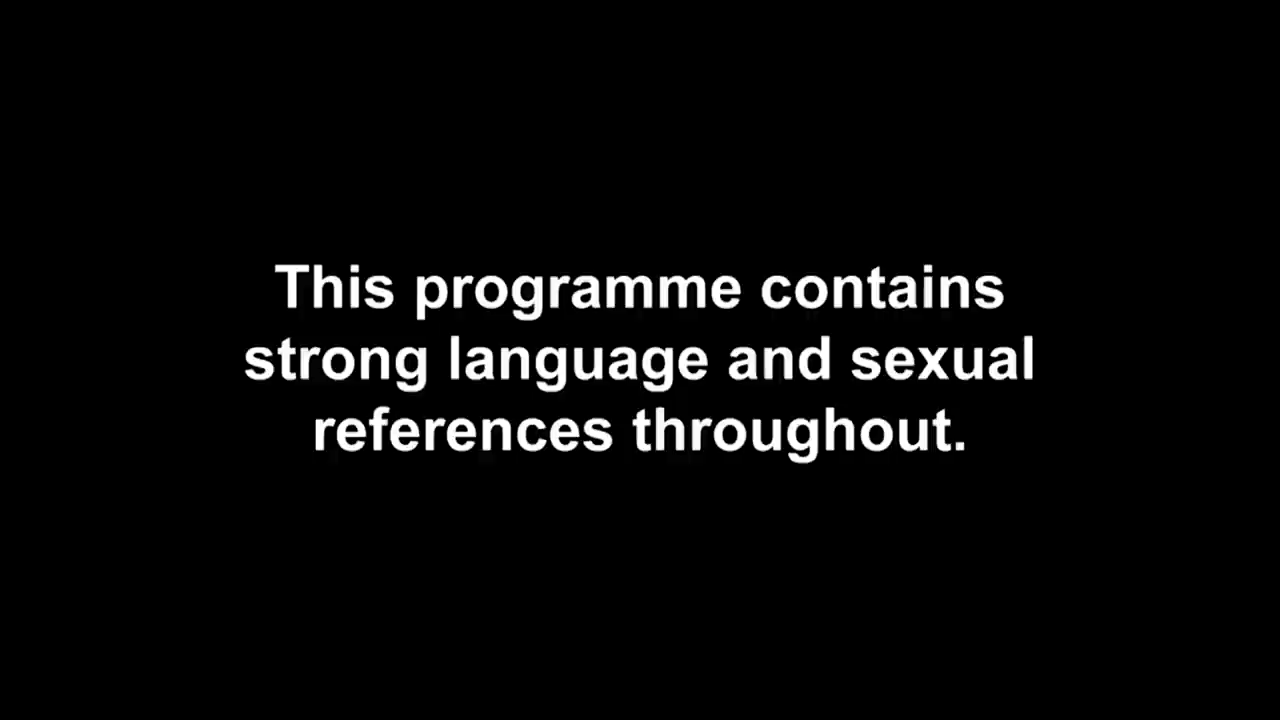 This programme contains
strong language and sexual
references throughout.